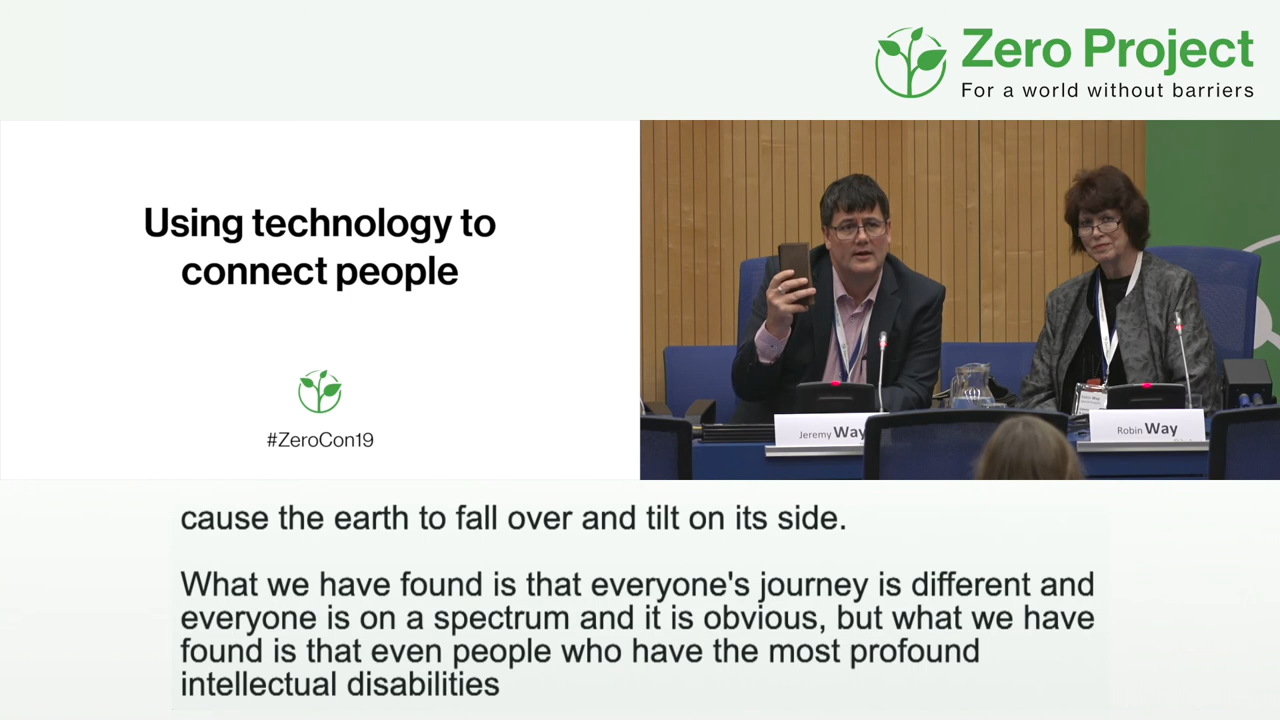 Zero Project
For a world without barriers
Using technology to
connect people
#ZeroCon19
Jeremy Way
Robin Way
cause the earth to fall over and tilt on its side.
What we have found is that everyone's journey is different and
everyone is on a spectrum and it is obvious, but what we have
found is that even people who have the most profound
intellectual disabilities